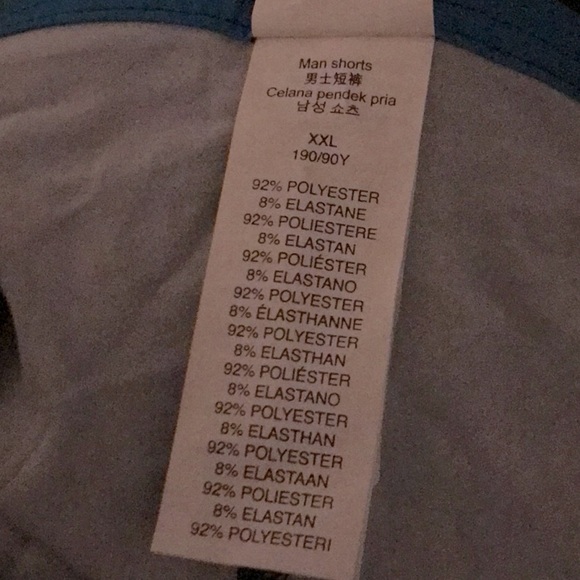 Man shorts
男士短裤
Celana pendek pria
남성 쇼츠
XXL
190/90Y
92% POLYESTER
8% ELASTANE
92% POLIESTERE
8% ELASTAN
92% POLIÉSTER
8% ELASTANO
92% POLYESTER
8% ÉLASTHANNE
92% POLYESTER
8% ELASTHAN
92% POLIÉSTER
8% ELASTANO
92% POLYESTER
8% ELASTHAN
92% POLYESTER
8% ELASTAAN
92% POLIESTER
8% ELASTAN
92% POLYESTERI